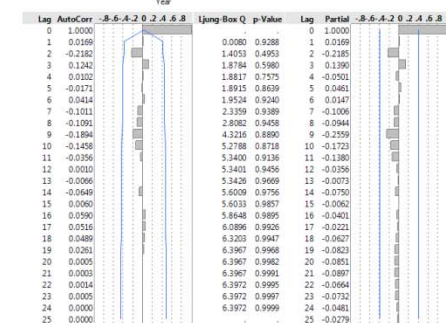 Year
Lag AutoCorr -.8-.6-.4-.2 0 .2 .4 .6 .8 Ljung-Box Q p-Value Lag Partial -.8-.6-.4-.2 0 .2 .4 .6 .8
0 1.0000 . . 0 1.0000
1 0.0169 0.0080 0.9288 1 0.0169
2 -0.2182 1.4053 0.4953 2 -0.2185
3 0.1242 1.8784 0.5980 3 0.1390
4 0.0102 1.8817 0.7575 4 -0.0501
5 -0.0171 1.8915 0.8639 5 0.0461
6 0.0414 1.9524 0.9240 6 0.0147
7 -0.1011 2.3359 0.9389 7 -0.1006
8 -0.1091 2.8082 0.9458 8 -0.0944
9 -0.1894 4.3216 0.8890 9 -0.2559
10 -0.1458 5.2788 0.8718 10 -0.1723
11 -0.0356 5.3400 0.9136 11 -0.1380
12 0.0010 5.3401 0.9456 12 -0.0356
13 -0.0066 5.3426 0.9669 13 -0.0073
14 -0.0649 5.6009 0.9756 14 -0.0750
15 0.0060 5.6033 0.9857 15 -0.0062
16 0.0590 5.8648 0.9895 16 -0.0401
17 0.0516 6.0896 0.9926 17 -0.0221
18 0.0489 6.3203 0.9947 18 -0.0627
19 0.0261 6.3967 0.9968 19 -0.0823
20 0.0005 6.3967 0.9982 20 -0.0851
21 0.0003 6.3967 0.9991 21 -0.0897
22 0.0014 6.3972 0.9995 22 -0.0664
23 0.0005 6.3972 0.9997 23 -0.0732
24 0.0000 6.3972 0.9999 24 -0.0481
25 0.0000 . . 25 -0.0279